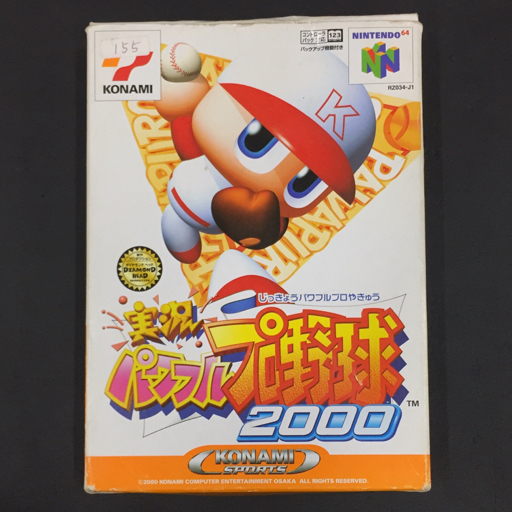 155
KONAMI
コントローラ
パック
123
バックアップ機能付き
NINTENDO 64
N
RZ034-J1
K
DIAMOND
HEAD
じっきょうパワフルプロやきゅう
実況
パワフル
プロ野球
2000
TM
KONAMI
SPORTS
©2000 KONAMI COMPUTER ENTERTAINMENT OSAKA ALL RIGHTS RESERVED.